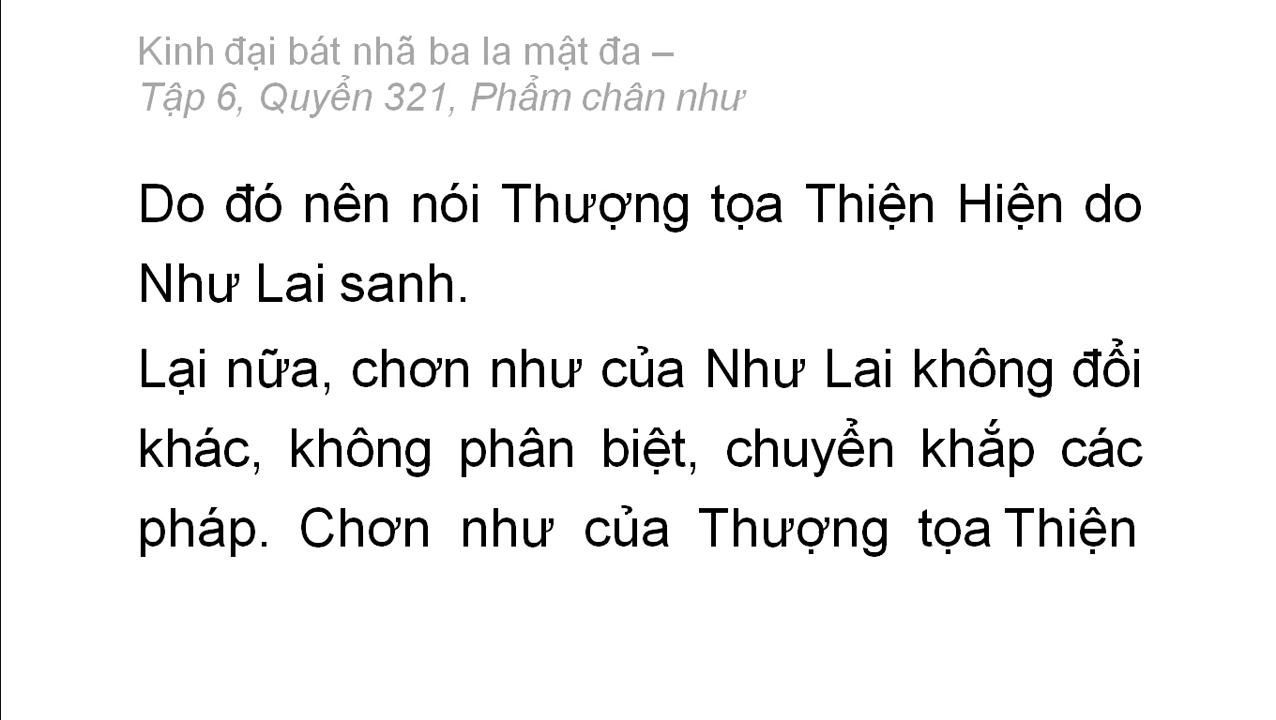 Kinh đại bát nhã ba la mật đa –
Tập 6, Quyển 321, Phẩm chân như
Do đó nên nói Thượng tọa Thiện Hiện do
Như Lai sanh.
Lại nữa, chơn như của Như Lai không đổi
khác, không phân biệt, chuyển khắp các
pháp. Chơn như của Thượng tọa Thiện